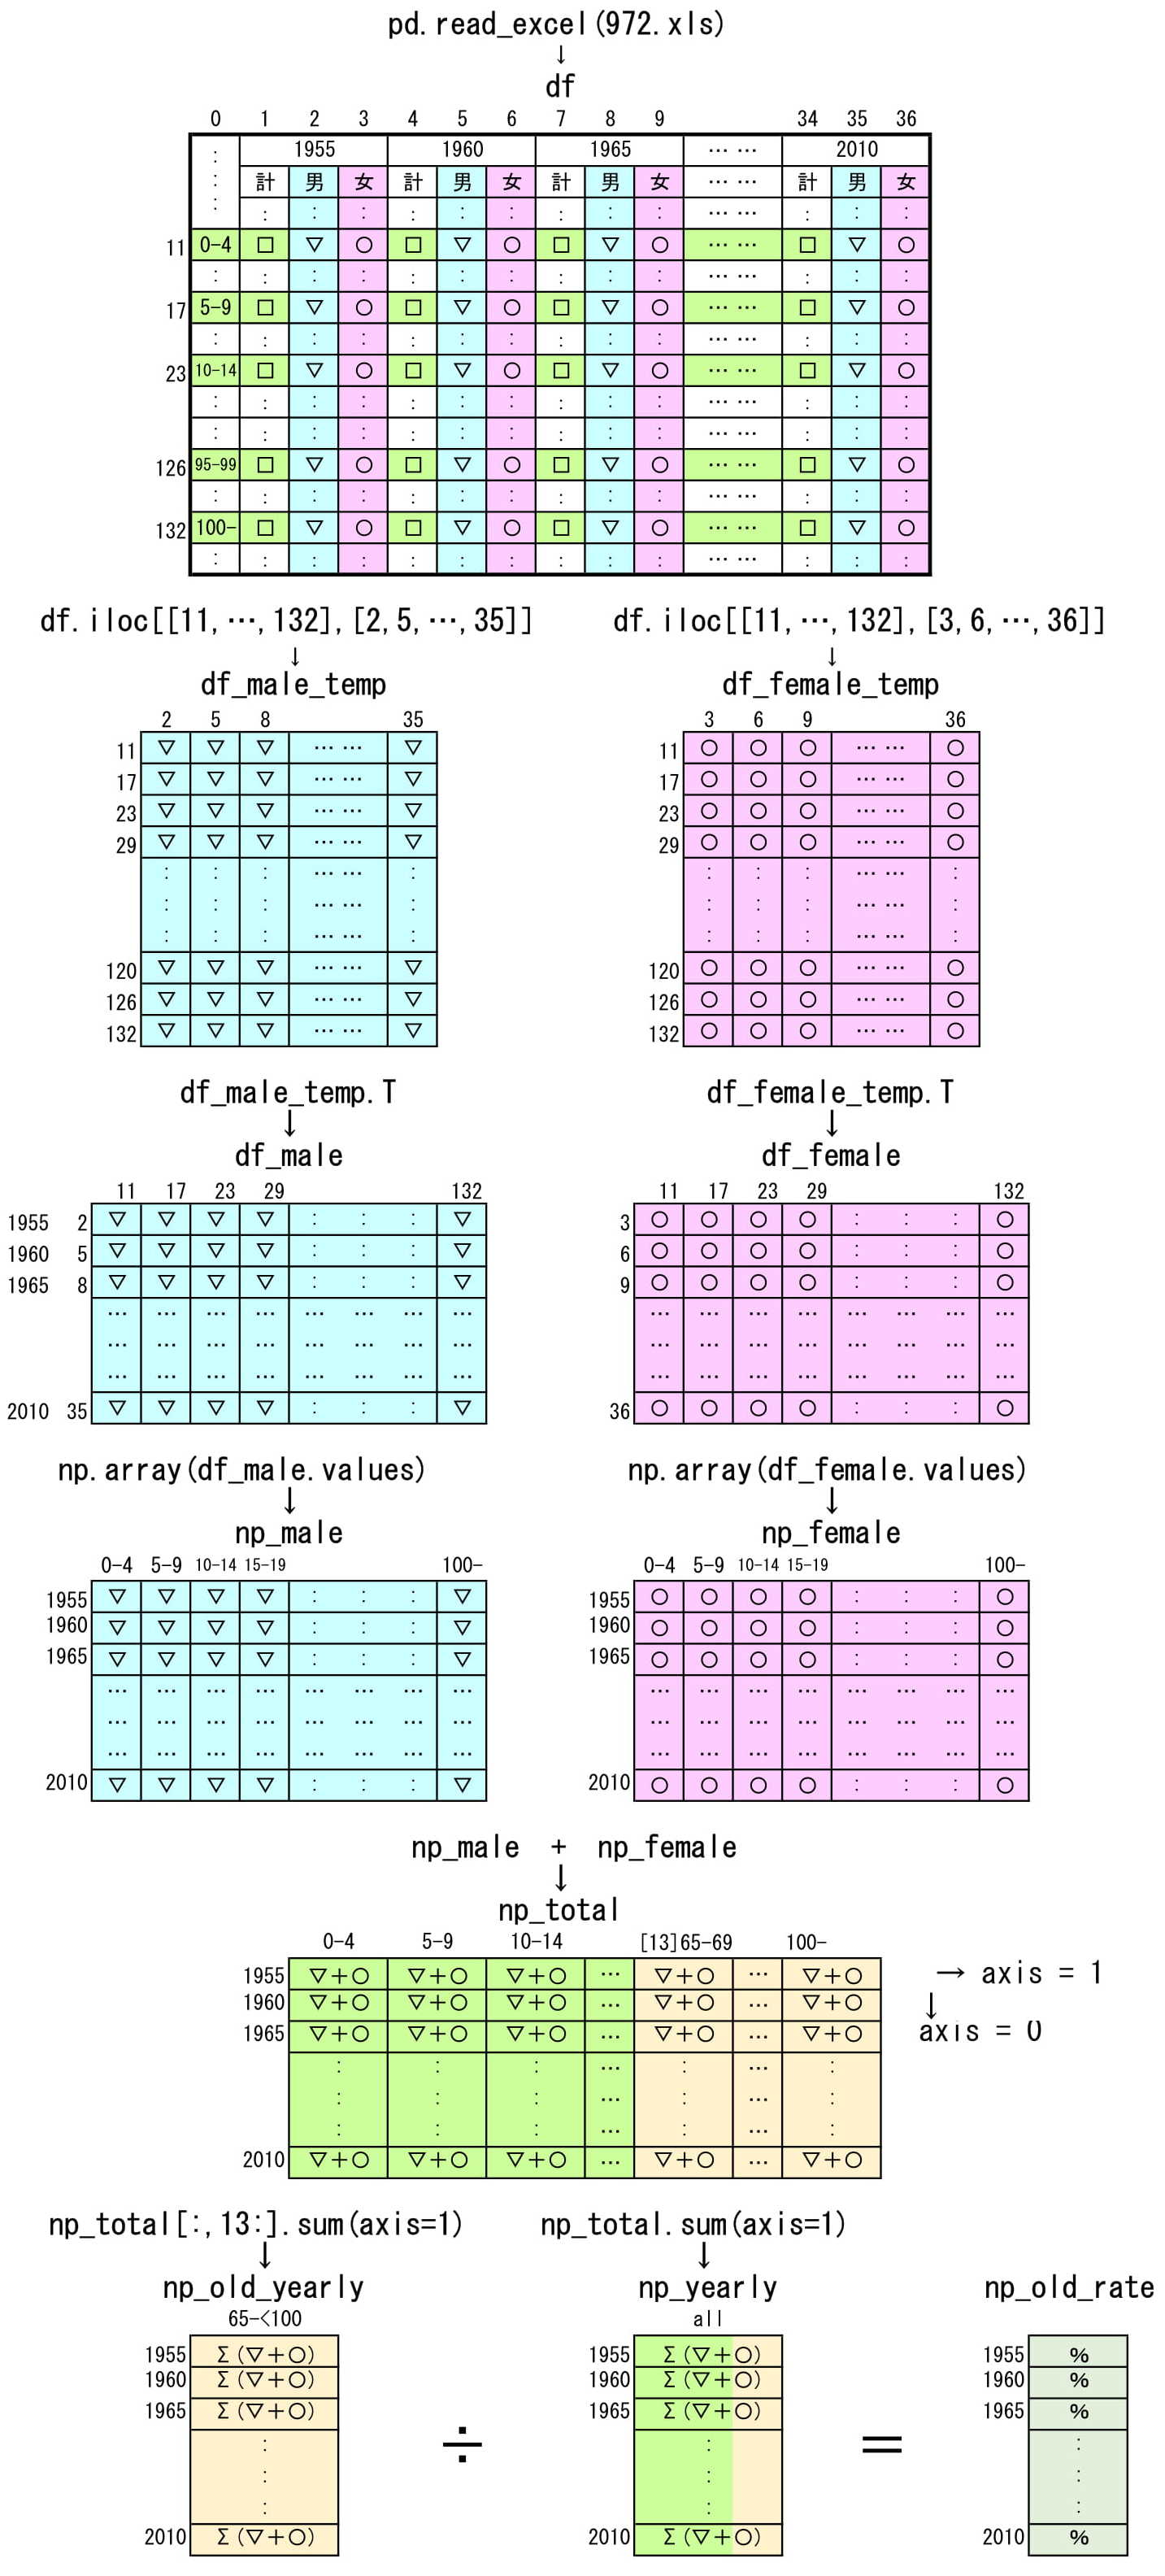 pd.read_excel(972.xls)
↓
df
0 1 2 3 4 5 6 7 8 9 34 35 36
: 1955 1960 1965 …… 2010
: 計 男 女 計 男 女 計 男 女 …… 計 男 女
: : : : : : : : : : …… : : :
11 0-4 □ ▽ ○ □ ▽ ○ □ ▽ ○ …… □ ▽ ○
: : : : : : : : : : …… : : :
17 5-9 □ ▽ ○ □ ▽ ○ □ ▽ ○ …… □ ▽ ○
: : : : : : : : : : …… : : :
23 10-14 □ ▽ ○ □ ▽ ○ □ ▽ ○ …… □ ▽ ○
: : : : : : : : : : …… : : :
: : : : : : : : : : …… : : :
126 95-99 □ ▽ ○ □ ▽ ○ □ ▽ ○ …… □ ▽ ○
: : : : : : : : : : …… : : :
132 100- □ ▽ ○ □ ▽ ○ □ ▽ ○ …… □ ▽ ○
: : : : : : : : : : …… : : :
df.iloc[[11,…,132],[2,5,…,35]]
↓
df_male_temp
2 5 8 35
11 ▽ ▽ ▽ …… ▽
17 ▽ ▽ ▽ …… ▽
23 ▽ ▽ ▽ …… ▽
29 ▽ ▽ ▽ …… ▽
: : : …… :
: : : …… :
: : : …… :
120 ▽ ▽ ▽ …… ▽
126 ▽ ▽ ▽ …… ▽
132 ▽ ▽ ▽ …… ▽
df.iloc[[11,…,132],[3,6,…,36]]
↓
df_female_temp
3 6 9 36
11 ○ ○ ○ …… ○
17 ○ ○ ○ …… ○
23 ○ ○ ○ …… ○
29 ○ ○ ○ …… ○
: : : …… :
: : : …… :
: : : …… :
120 ○ ○ ○ …… ○
126 ○ ○ ○ …… ○
132 ○ ○ ○ …… ○
df_male_temp.T
↓
df_male
11 17 23 29 132
1955 2 ▽ ▽ ▽ ▽ : : : ▽
1960 5 ▽ ▽ ▽ ▽ : : : ▽
1965 8 ▽ ▽ ▽ ▽ : : : ▽
… … … … … … … …
… … … … … … … …
… … … … … … … …
2010 35 ▽ ▽ ▽ ▽ : : : ▽
df_female_temp.T
↓
df_female
11 17 23 29 132
3 ○ ○ ○ ○ : : : ○
6 ○ ○ ○ ○ : : : ○
9 ○ ○ ○ ○ : : : ○
… … … … … … … …
… … … … … … … …
… … … … … … … …
36 ○ ○ ○ ○ : : : ○
np.array(df_male.values)
↓
np_male
0-4 5-9 10-14 15-19 100-
1955 ▽ ▽ ▽ ▽ : : : ▽
1960 ▽ ▽ ▽ ▽ : : : ▽
1965 ▽ ▽ ▽ ▽ : : : ▽
… … … … … … … …
… … … … … … … …
… … … … … … … …
2010 ▽ ▽ ▽ ▽ : : : ▽
np.array(df_female.values)
↓
np_female
0-4 5-9 10-14 15-19 100-
1955 ○ ○ ○ ○ : : : ○
1960 ○ ○ ○ ○ : : : ○
1965 ○ ○ ○ ○ : : : ○
… … … … … … … …
… … … … … … … …
… … … … … … … …
2010 ○ ○ ○ ○ : : : ○
np_male + np_female
↓
np_total
0-4 5-9 10-14 [13]65-69 100-
1955 ▽+○ ▽+○ ▽+○ … ▽+○ … ▽+○
1960 ▽+○ ▽+○ ▽+○ … ▽+○ … ▽+○
1965 ▽+○ ▽+○ ▽+○ … ▽+○ … ▽+○
: : : … : … :
: : : … : … :
: : : … : … :
2010 ▽+○ ▽+○ ▽+○ … ▽+○ … ▽+○
→ axis = 1
↓
axis = 0
np_total[:,13:].sum(axis=1)
↓
np_old_yearly
65-<100
1955 Σ(▽+○)
1960 Σ(▽+○)
1965 Σ(▽+○)
:
:
:
2010 Σ(▽+○)
÷
np_total.sum(axis=1)
↓
np_yearly
all
1955 Σ(▽+○)
1960 Σ(▽+○)
1965 Σ(▽+○)
:
:
:
2010 Σ(▽+○)
=
np_old_rate
1955 %
1960 %
1965 %
:
:
:
2010 %